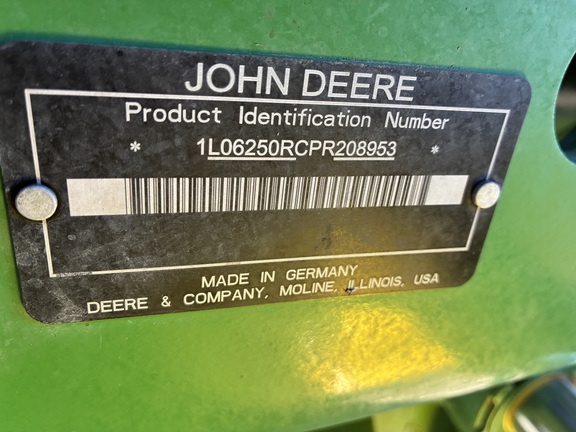 JOHN DEERE
Product Identification Number
* 1L06250RCPR208953 *
MADE IN GERMANY
DEERE & COMPANY, MOLINE, ILLINOIS, USA